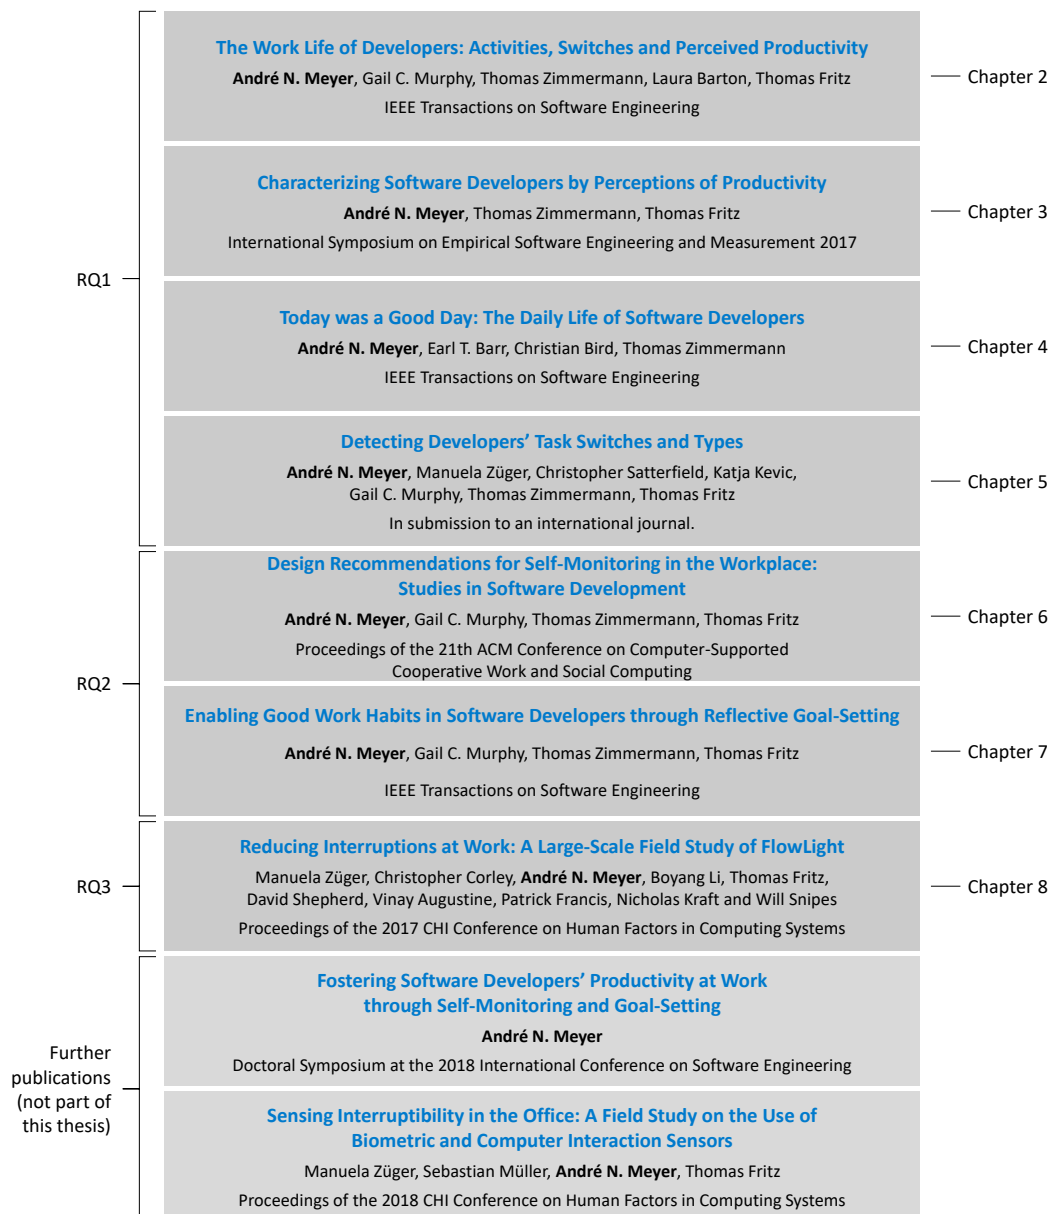 The Work Life of Developers: Activities, Switches and Perceived Productivity
André N. Meyer, Gail C. Murphy, Thomas Zimmermann, Laura Barton, Thomas Fritz
IEEE Transactions on Software Engineering
Chapter 2
Characterizing Software Developers by Perceptions of Productivity
André N. Meyer, Thomas Zimmermann, Thomas Fritz
International Symposium on Empirical Software Engineering and Measurement 2017
Chapter 3
RQ1
Today was a Good Day: The Daily Life of Software Developers
André N. Meyer, Earl T. Barr, Christian Bird, Thomas Zimmermann
IEEE Transactions on Software Engineering
Chapter 4
Detecting Developers’ Task Switches and Types
André N. Meyer, Manuela Züger, Christopher Satterfield, Katja Kevic,
Gail C. Murphy, Thomas Zimmermann, Thomas Fritz
In submission to an international journal.
Chapter 5
Design Recommendations for Self-Monitoring in the Workplace:
Studies in Software Development
André N. Meyer, Gail C. Murphy, Thomas Zimmermann, Thomas Fritz
Proceedings of the 21th ACM Conference on Computer-Supported
Cooperative Work and Social Computing
Chapter 6
RQ2
Enabling Good Work Habits in Software Developers through Reflective Goal-Setting
André N. Meyer, Gail C. Murphy, Thomas Zimmermann, Thomas Fritz
IEEE Transactions on Software Engineering
Chapter 7
RQ3
Reducing Interruptions at Work: A Large-Scale Field Study of FlowLight
Manuela Züger, Christopher Corley, André N. Meyer, Boyang Li, Thomas Fritz,
David Shepherd, Vinay Augustine, Patrick Francis, Nicholas Kraft and Will Snipes
Proceedings of the 2017 CHI Conference on Human Factors in Computing Systems
Chapter 8
Further
publications
(not part of
this thesis)
Fostering Software Developers’ Productivity at Work
through Self-Monitoring and Goal-Setting
André N. Meyer
Doctoral Symposium at the 2018 International Conference on Software Engineering
Sensing Interruptibility in the Office: A Field Study on the Use of
Biometric and Computer Interaction Sensors
Manuela Züger, Sebastian Müller, André N. Meyer, Thomas Fritz
Proceedings of the 2018 CHI Conference on Human Factors in Computing Systems